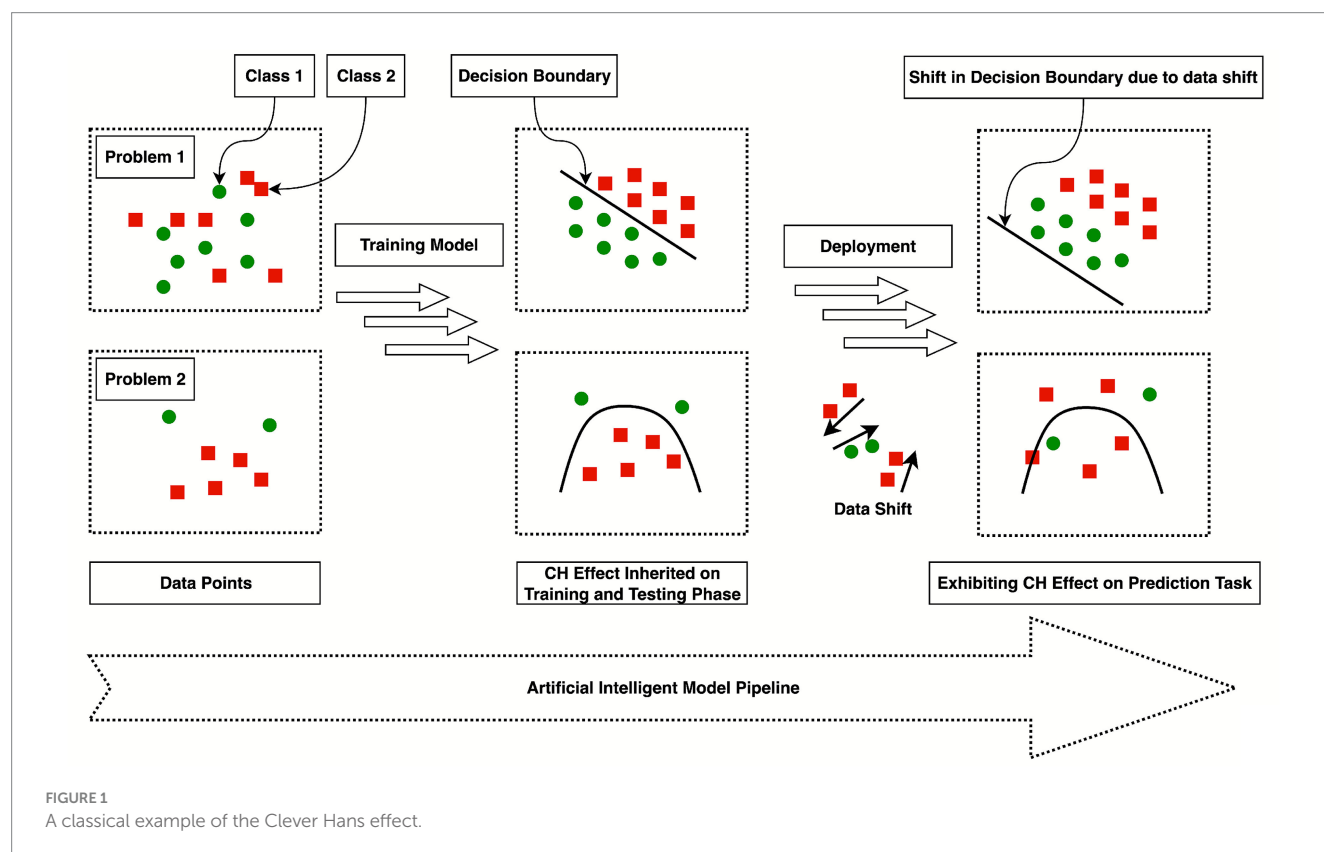 Class 1
Class 2
Decision Boundary
Shift in Decision Boundary due to data shift
Problem 1
Training Model
Deployment
Problem 2
Data Shift
Data Points
CH Effect Inherited on
Training and Testing Phase
Exhibiting CH Effect on Prediction Task
Artificial Intelligent Model Pipeline
FIGURE 1
A classical example of the Clever Hans effect.